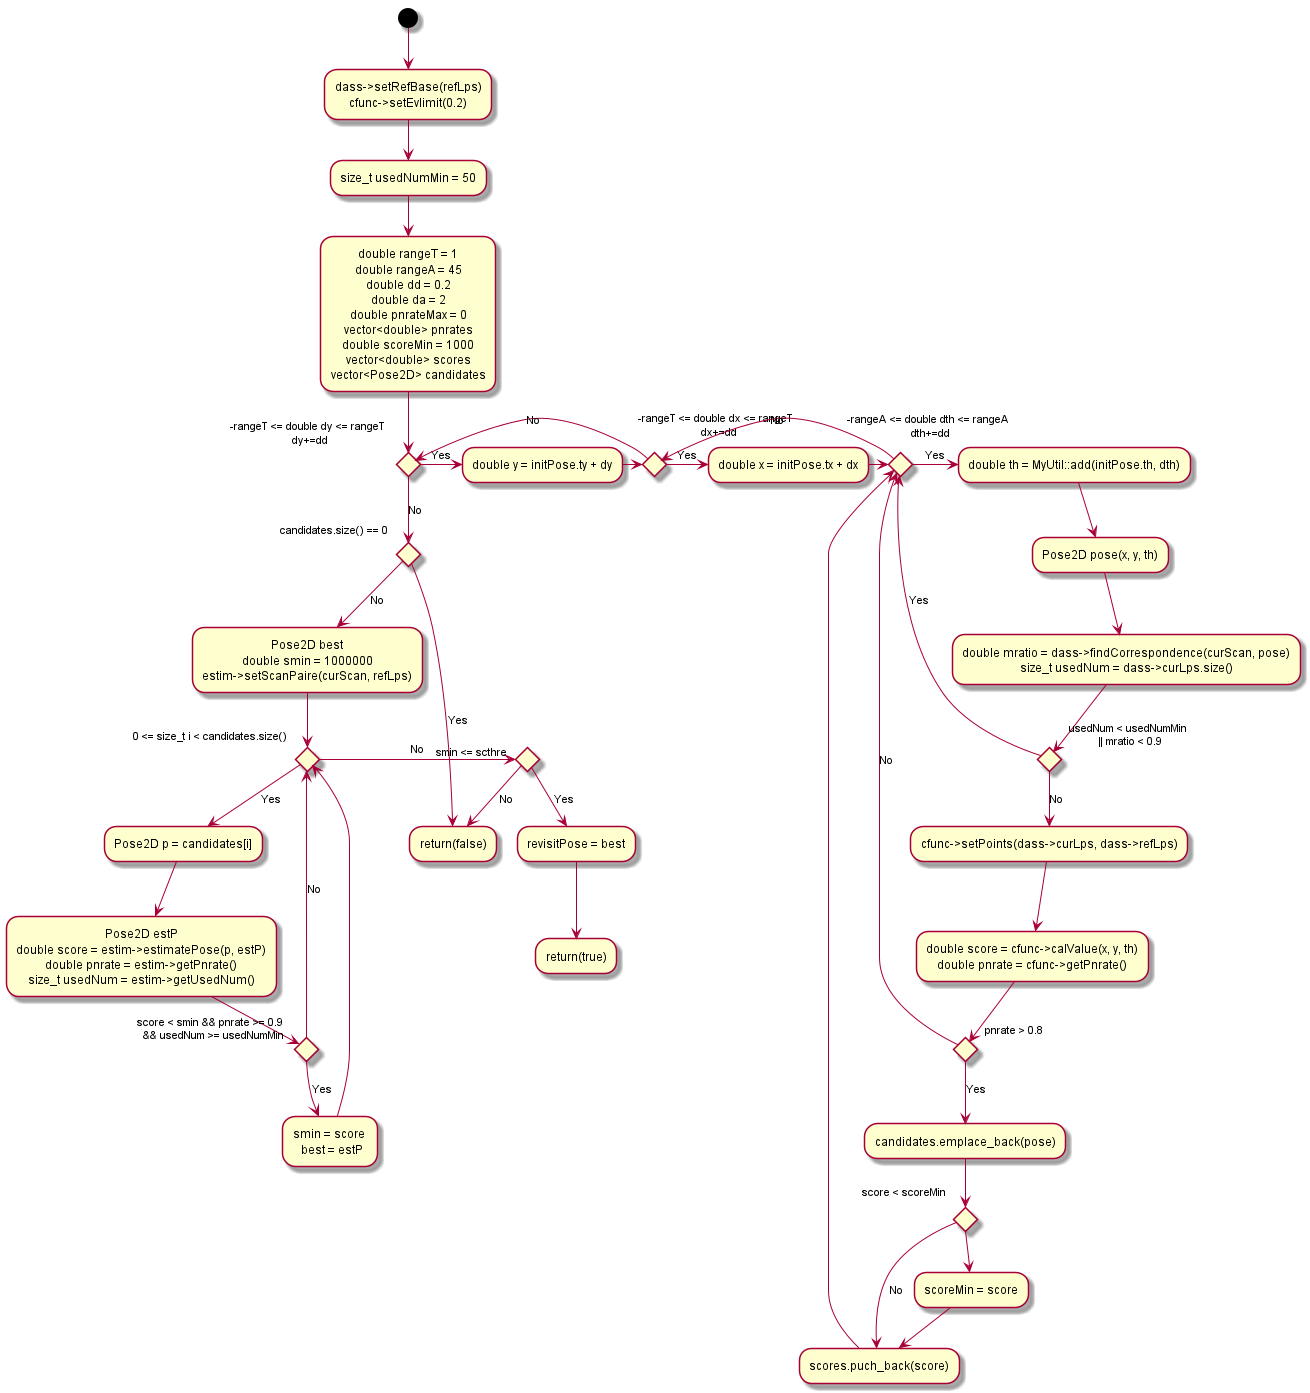 dass->setRefBase(refLps)
cfunc->setEvlimit(0.2)
size_t usedNumMin = 50
double rangeT = 1
double rangeA = 45
double dd = 0.2
double da = 2
double pnrateMax = 0
vector<double> pnrates
double scoreMin = 1000
vector<double> scores
vector<Pose2D> candidates
-rangeT <= double dy <= rangeT
dy+=dd
Yes
double y = initPose.ty + dy
No
-rangeT <= double dx <= rangeT
dx+=dd
Yes
double x = initPose.tx + dx
No
-rangeA <= double dth <= rangeA
dth+=dd
Yes
double th = MyUtil::add(initPose.th, dth)
No
candidates.size() == 0
Pose2D pose(x, y, th)
No
Yes
Pose2D best
double smin = 1000000
estim->setScanPaire(curScan, refLps)
double mratio = dass->findCorrespondence(curScan, pose)
size_t usedNum = dass->curLps.size()
Yes
0 <= size_t i < candidates.size()
No
smin <= scthre
usedNum < usedNumMin
|| mratio < 0.9
No
Yes
No
Yes
No
Pose2D p = candidates[i]
return(false)
revisitPose = best
cfunc->setPoints(dass->curLps, dass->refLps)
No
Pose2D estP
double score = estim->estimatePose(p, estP)
double pnrate = estim->getPnrate()
size_t usedNum = estim->getUsedNum()
return(true)
double score = cfunc->calValue(x, y, th)
double pnrate = cfunc->getPnrate()
score < smin && pnrate >= 0.9
&& usedNum >= usedNumMin
pnrate > 0.8
Yes
Yes
smin = score
best = estP
candidates.emplace_back(pose)
score < scoreMin
No
scoreMin = score
scores.puch_back(score)